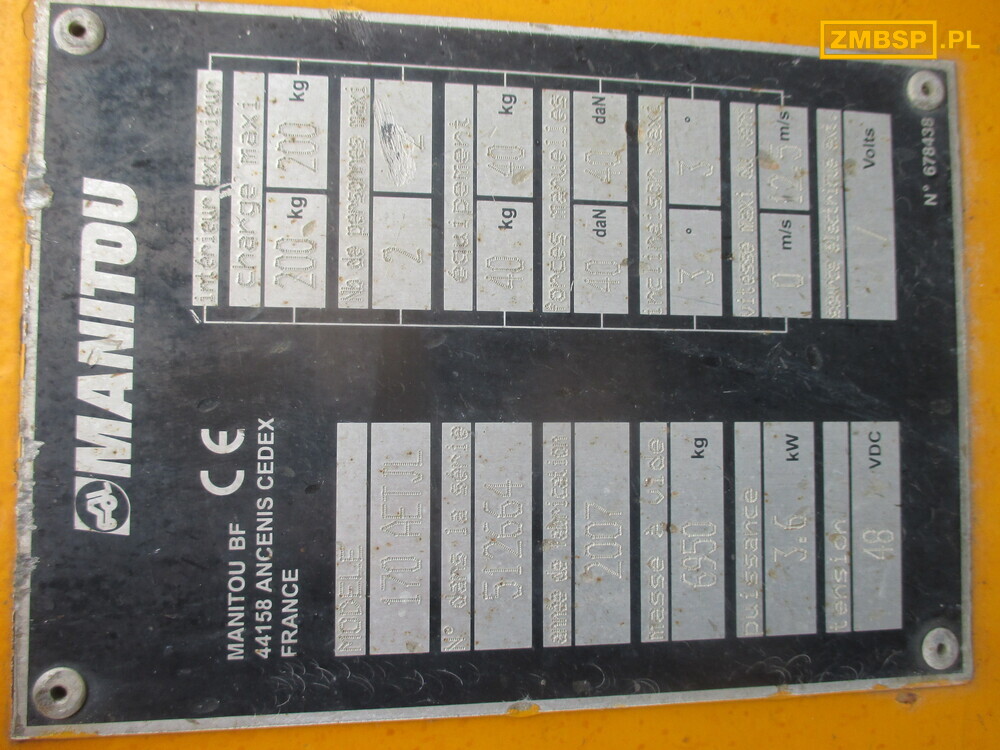 ZMBSP.PL
MANITOU
MANITOU BF
44158 ANCENIS CEDEX
FRANCE
CE
MODELE
170 AETJL
N° dans la série
512664
année de fabrication
2007
masse à vide
6950 kg
puissance
3.6 kW
tension
48 VDC
intérieur extérieur
charge maxi
200 kg 200 kg
Nb de personnes maxi
2 2
équipement
40 kg 40 kg
forces manuelles
40 daN 40 daN
inclinaison maxi
3 ° 3 °
vitesse maxi du vent
0 m/s 12.5 m/s
/ Volts
N° 678438